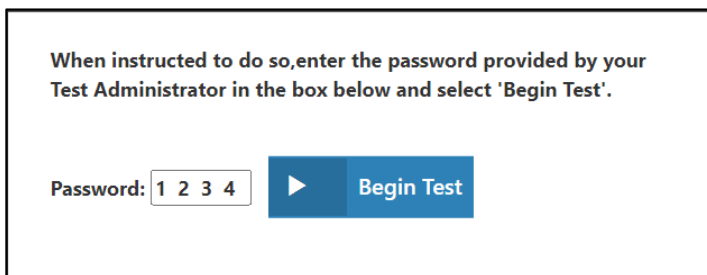 When instructed to do so,enter the password provided by your
Test Administrator in the box below and select 'Begin Test'.
Password: 1 2 3 4 Begin Test